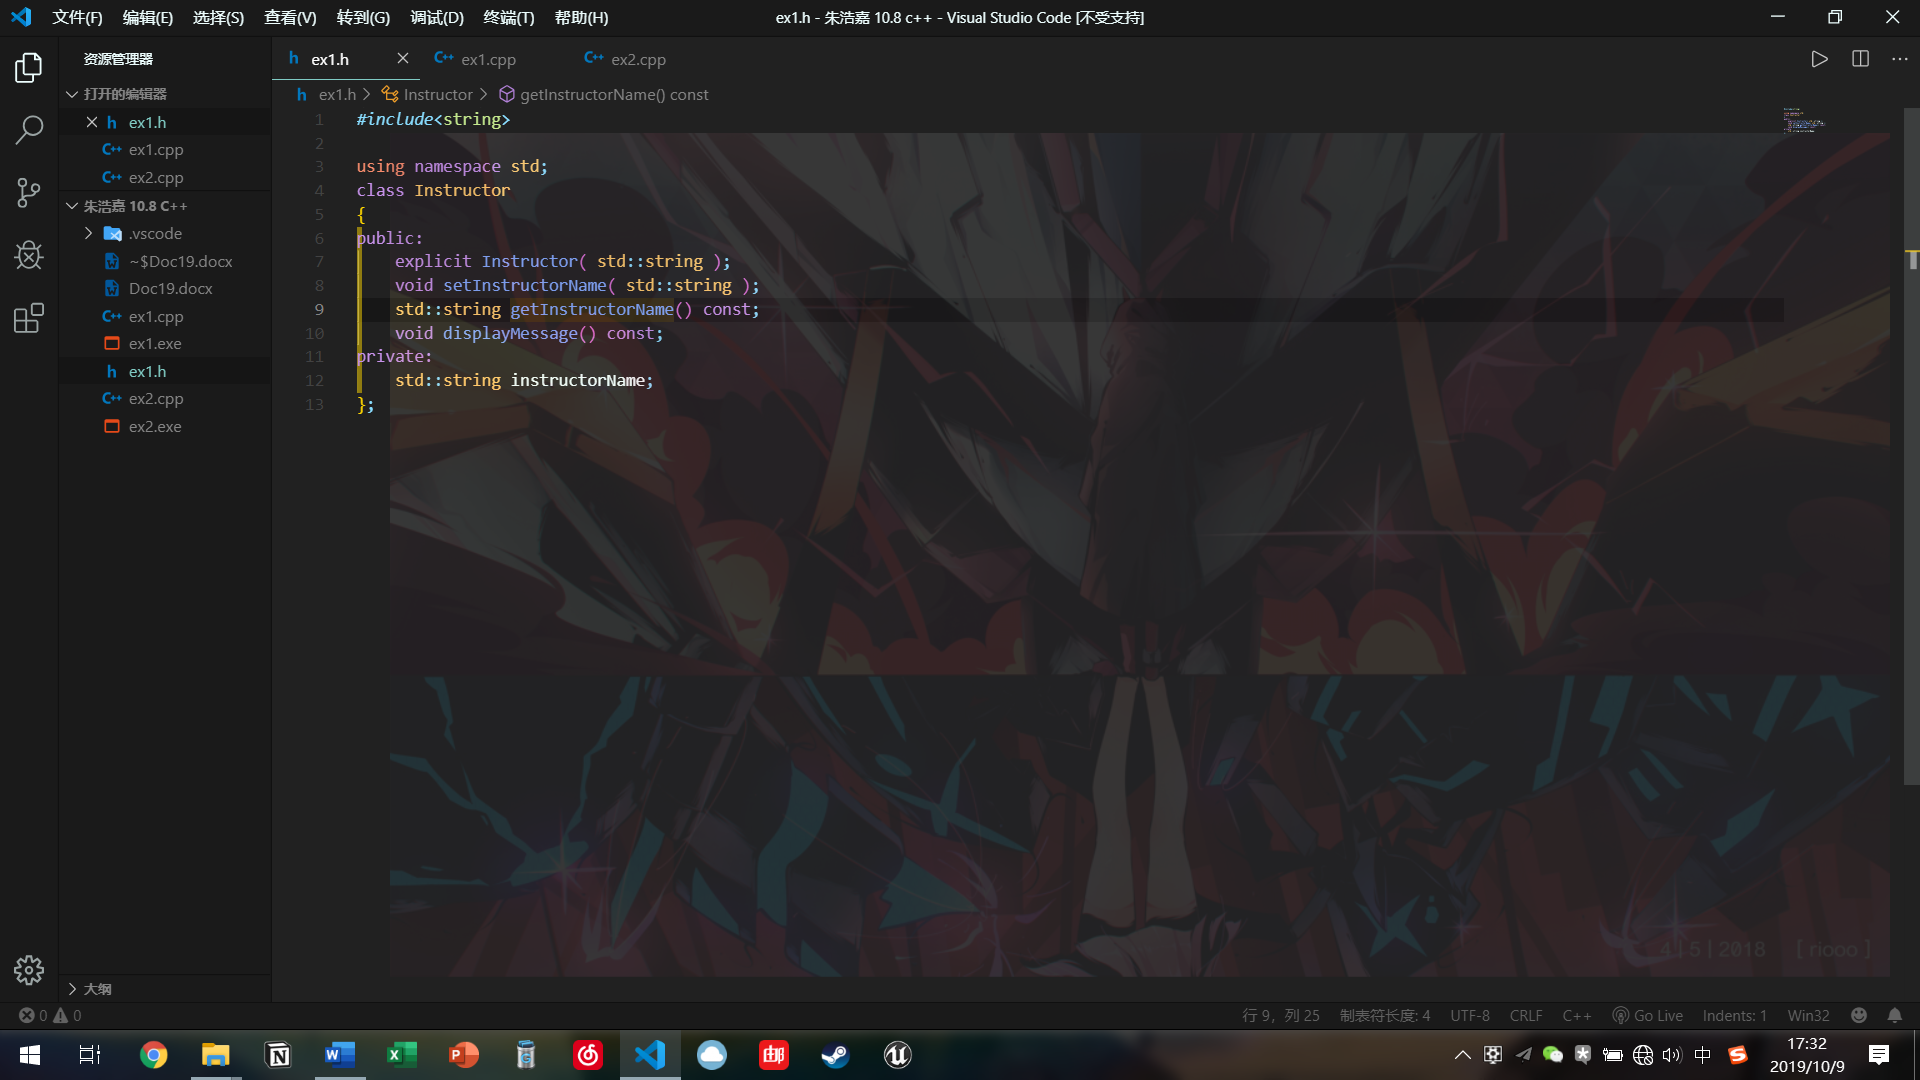 文件(F) 编辑(E) 选择(S) 查看(V) 转到(G) 调试(D) 终端(T) 帮助(H) ex1.h - 朱浩嘉 10.8 c++ - Visual Studio Code [不受支持]
资源管理器
打开的编辑器
ex1.h
ex1.cpp
ex2.cpp
朱浩嘉 10.8 C++
.vscode
~$Doc19.docx
Doc19.docx
ex1.cpp
ex1.exe
ex1.h
ex2.cpp
ex2.exe
大纲
ex1.h ex1.cpp ex2.cpp
ex1.h > Instructor > getInstructorName() const
1 #include<string>
2
3 using namespace std;
4 class Instructor
5 {
6 public:
7 explicit Instructor( std::string );
8 void setInstructorName( std::string );
9 std::string getInstructorName() const;
10 void displayMessage() const;
11 private:
12 std::string instructorName;
13 };
4 | 5 | 2018 [ riooo ]
0 0 行 9，列 25 制表符长度: 4 UTF-8 CRLF C++ Go Live Indents: 1 Win32
中 17:32
2019/10/9